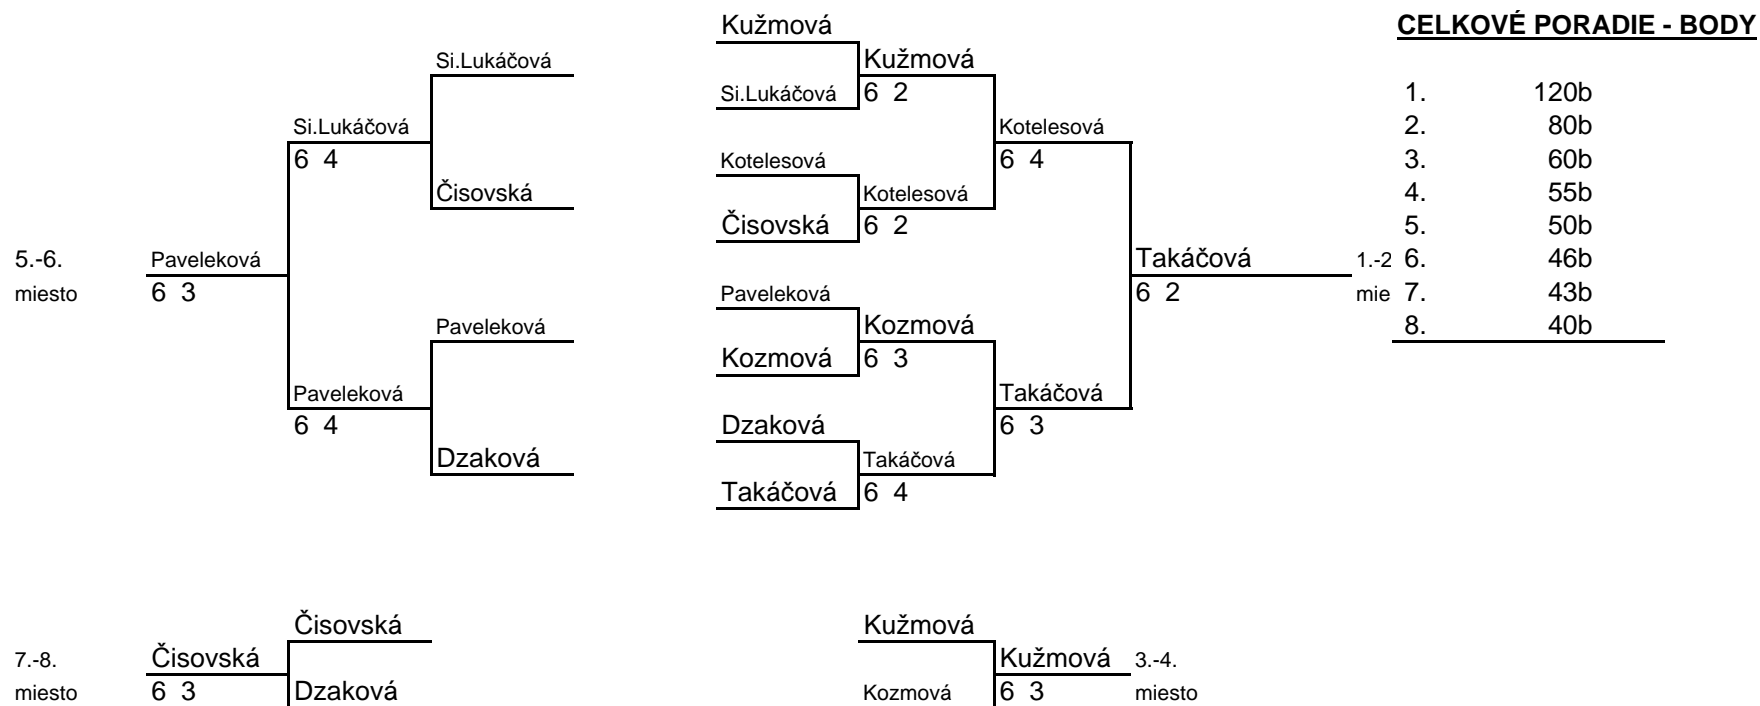 Kužmová
CELKOVÉ PORADIE - BODY
Si.Lukáčová
Kužmová
Si.Lukáčová
6 2
1. 120b
Si.Lukáčová
Kotelesová
2. 80b
6 4
Kotelesová
6 4
3. 60b
Čisovská
Kotelesová
4. 55b
Čisovská
6 2
5. 50b
5.-6.
Paveleková
Takáčová
1.-2
6. 46b
miesto
6 3
Paveleková
6 2
mie
7. 43b
Paveleková
Kozmová
8. 40b
Kozmová
6 3
Paveleková
Takáčová
6 4
Dzaková
6 3
Dzaková
Takáčová
Takáčová
6 4
Čisovská
Kužmová
7.-8.
Čisovská
Kužmová
3.-4.
miesto
6 3
Dzaková
Kozmová
6 3
miesto